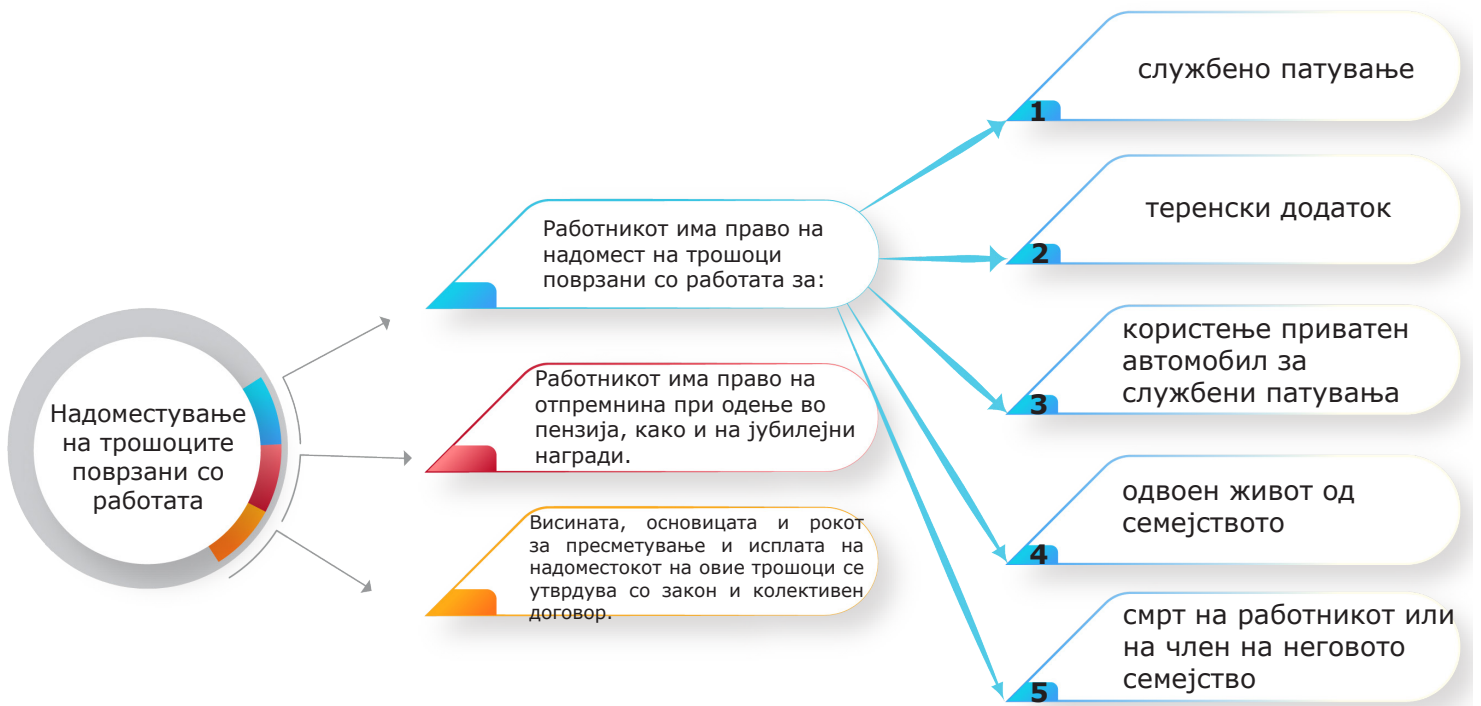 Надоместување
на трошоците
поврзани со
работата
Работникот има право на
надомест на трошоци
поврзани со работата за:
Работникот има право на
отпремнина при одење во
пензија, како и на јубилејни
награди.
Висината, основицата и рокот
за пресметување и исплата на
надоместокот на овие трошоци се
утврдува со закон и колективен
договор.
службено патување
1
теренски додаток
2
користење приватен
автомобил за
службени патувања
3
одвоен живот од
семејството
4
смрт на работникот или
на член на неговото
семејство
5